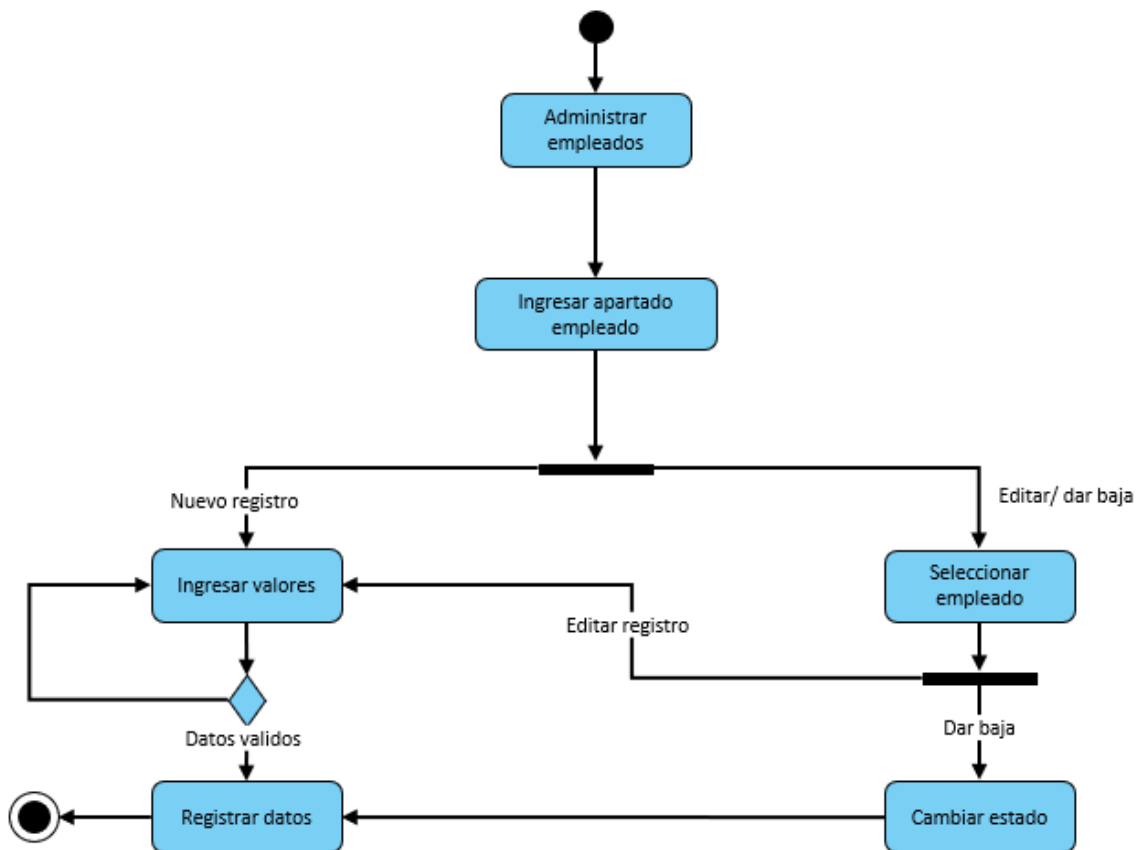 Administrar
empleados
Ingresar apartado
empleado
Nuevo registro
Editar/ dar baja
Ingresar valores
Seleccionar
empleado
Editar registro
Datos validos
Dar baja
Registrar datos
Cambiar estado